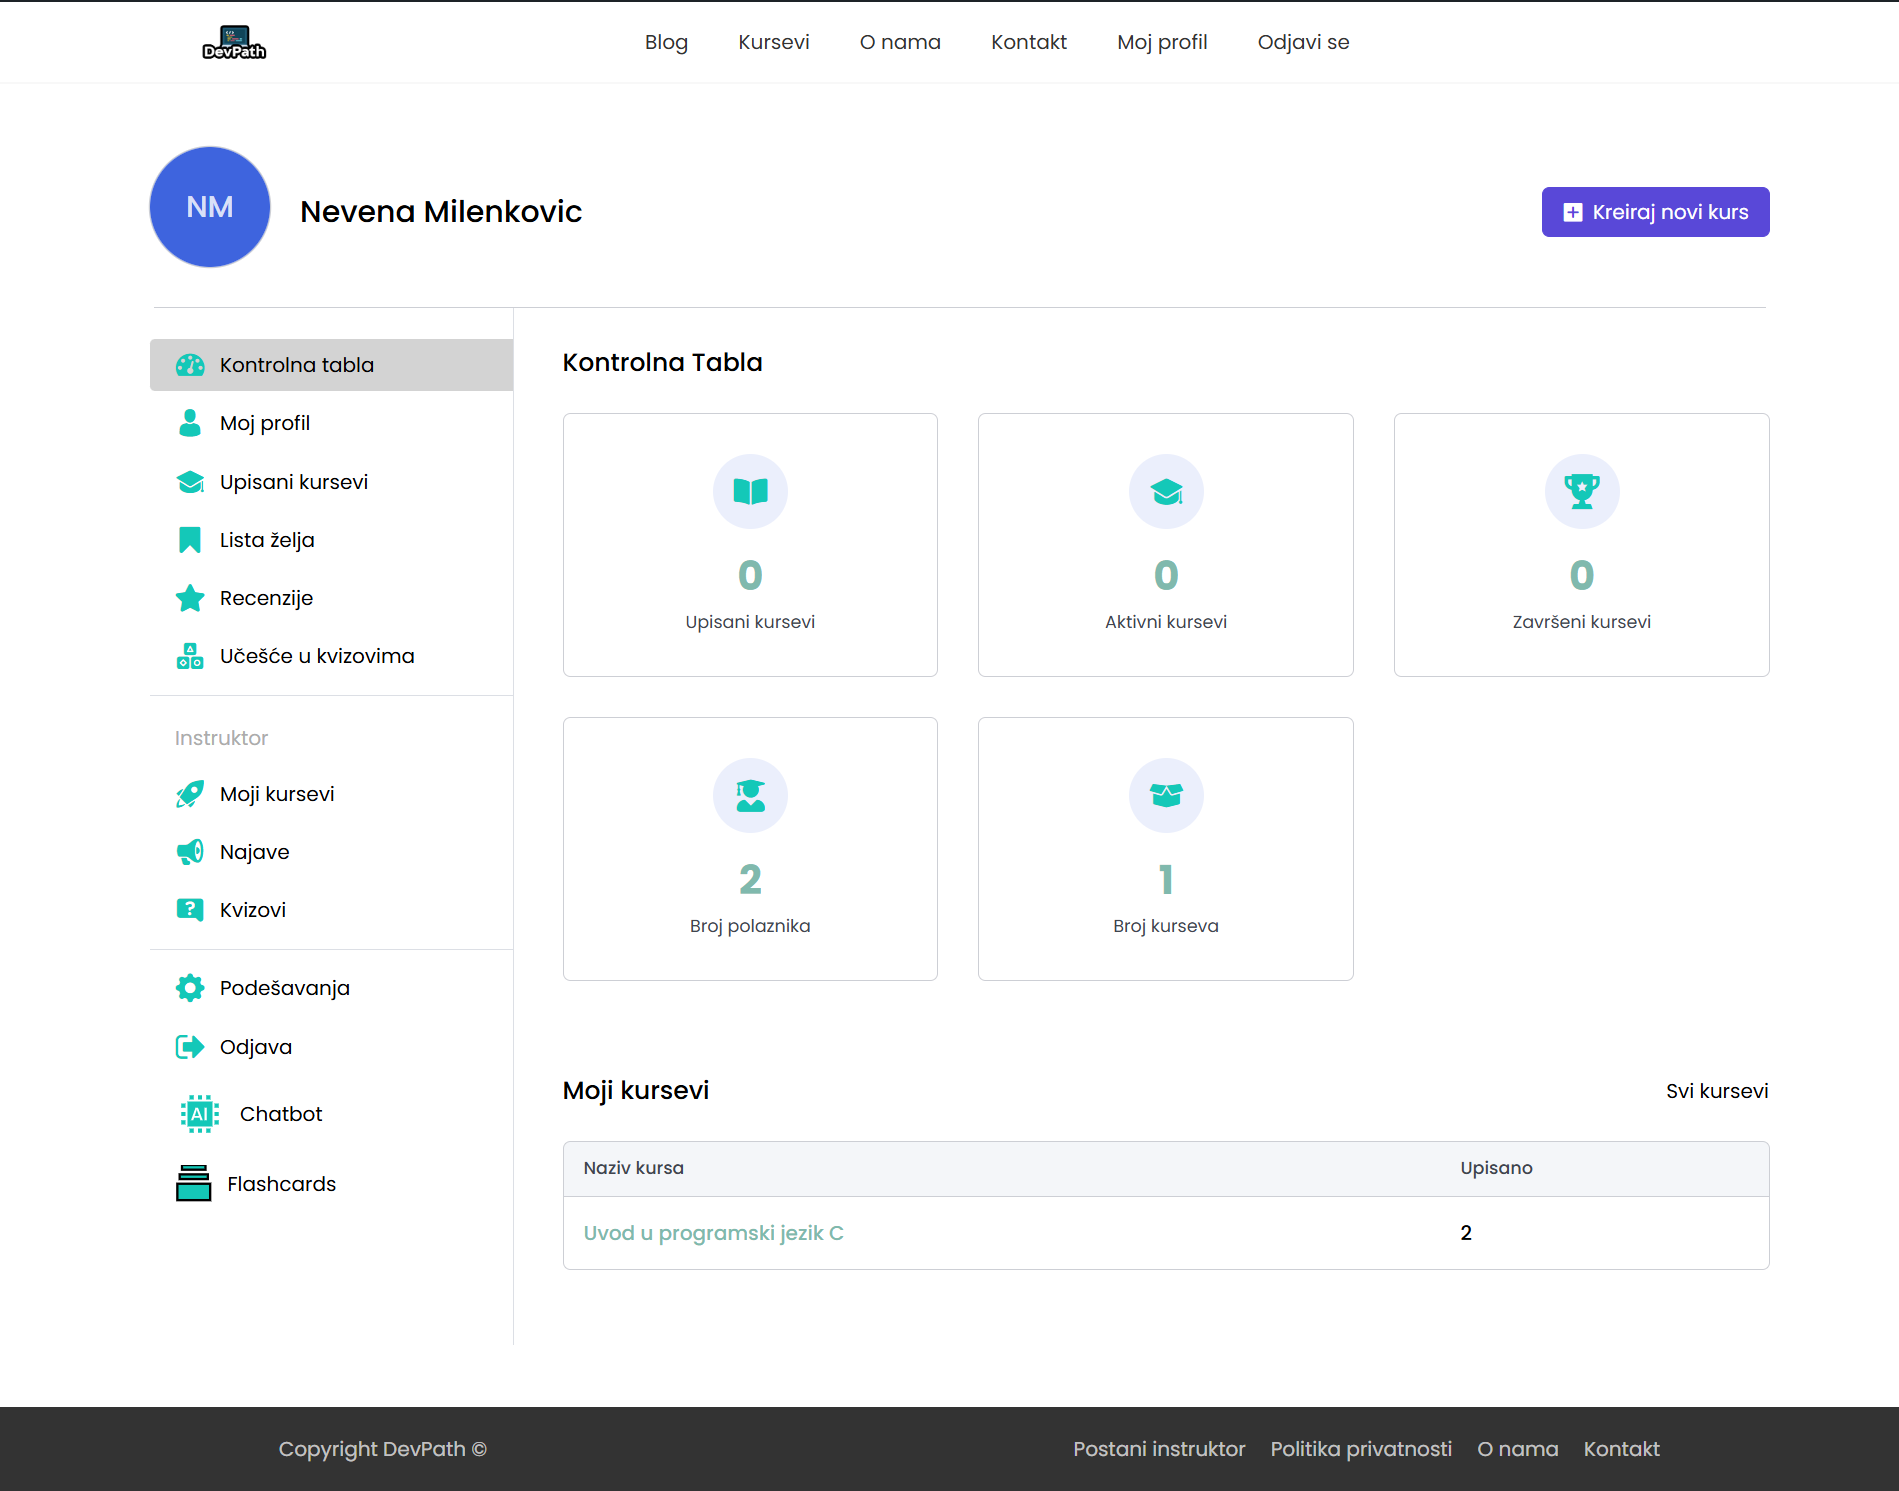 DevPath
Blog Kursevi O nama Kontakt Moj profil Odjavi se
NM
Nevena Milenkovic
Kreiraj novi kurs
Kontrolna tabla
Moj profil
Upisani kursevi
Lista želja
Recenzije
Učešće u kvizovima
Instruktor
Moji kursevi
Najave
Kvizovi
Podešavanja
Odjava
AI Chatbot
Flashcards
Kontrolna Tabla
0
Upisani kursevi
0
Aktivni kursevi
0
Završeni kursevi
2
Broj polaznika
1
Broj kurseva
Moji kursevi
Svi kursevi
Naziv kursa Upisano
Uvod u programski jezik C 2
Copyright DevPath ©
Postani instruktor Politika privatnosti O nama Kontakt